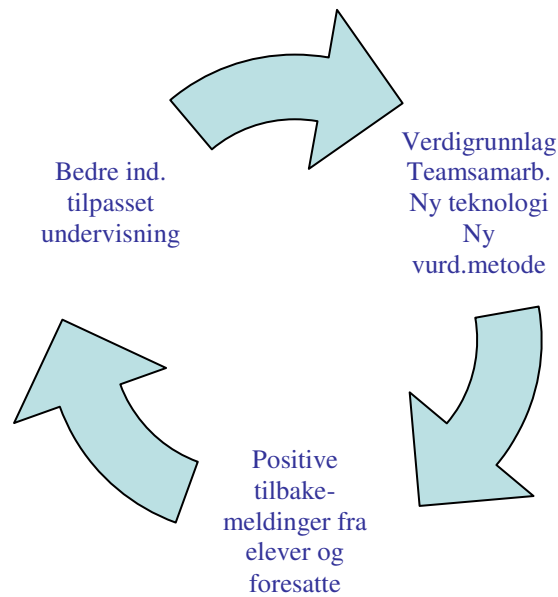 Bedre ind.
tilpasset
undervisning
Verdigrunnlag
Teamsamarb.
Ny teknologi
Ny
vurd.metode
Positive
tilbake-
meldinger fra
elever og
foresatte